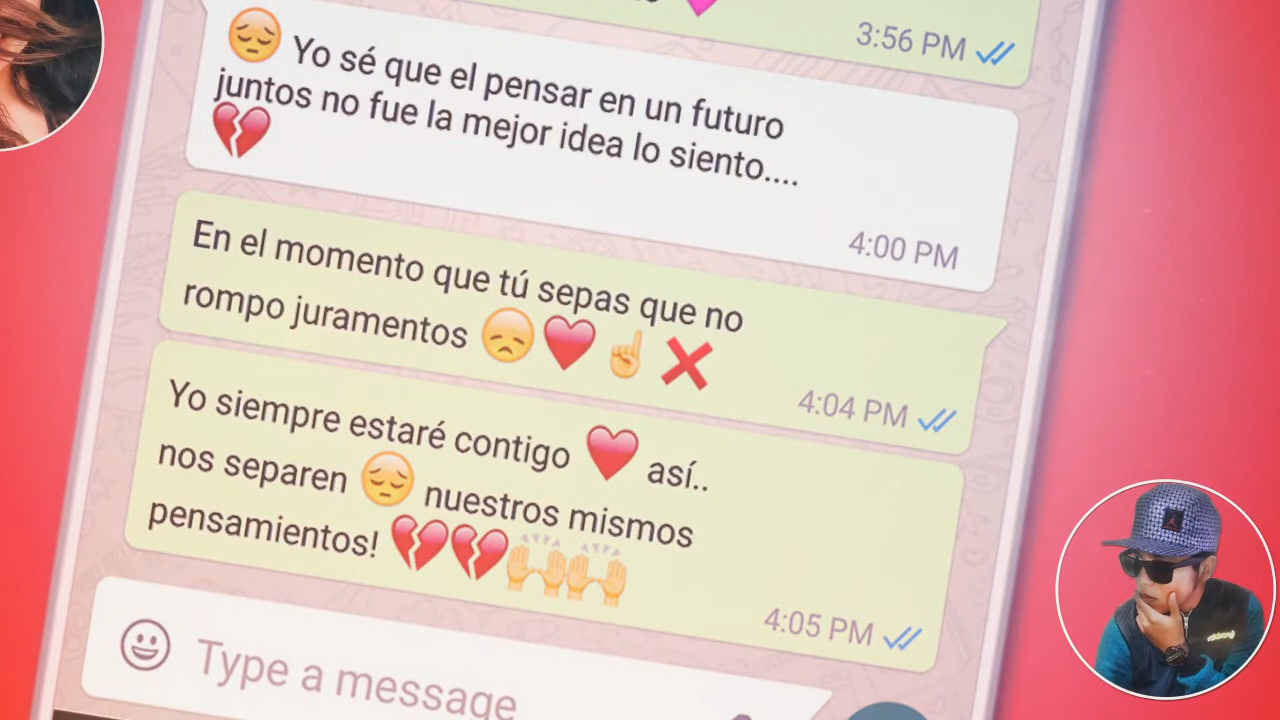 3:56 PM
😔 Yo sé que el pensar en un futuro
juntos no fue la mejor idea lo siento....
💔
4:00 PM
En el momento que tú sepas que no
rompo juramentos 😞❤️☝️❌
4:04 PM
Yo siempre estaré contigo ❤️ así..
nos separen 😔 nuestros mismos
pensamientos! 💔💔🙌🙌
4:05 PM
Type a message